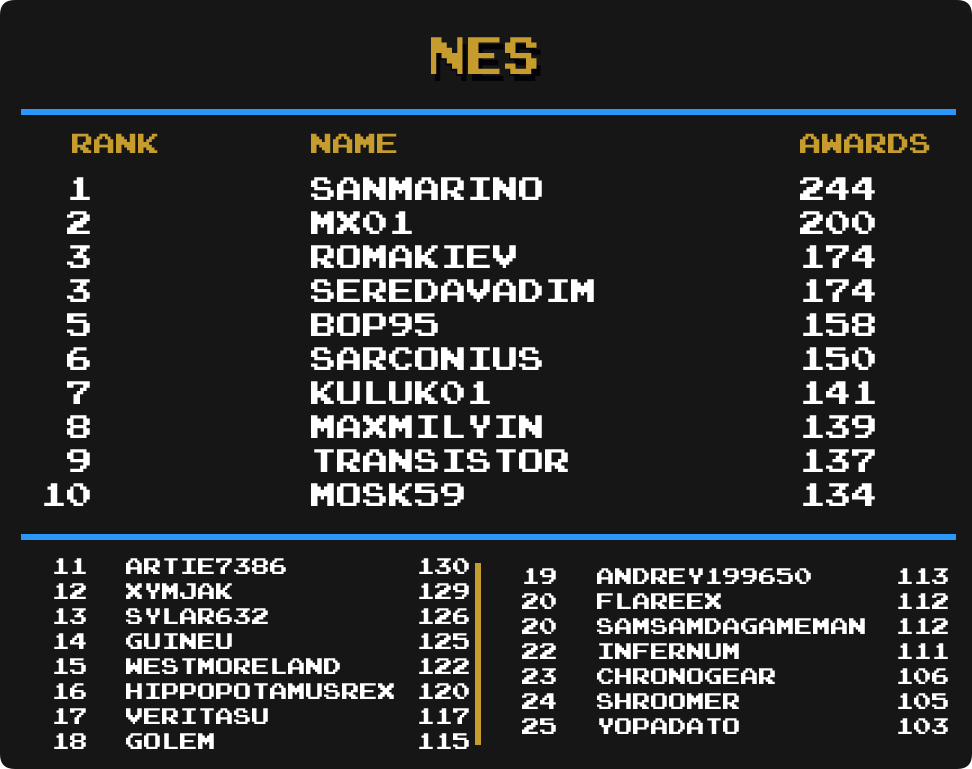 NES
RANK NAME AWARDS
1 SANMARINO 244
2 MX01 200
3 ROMAKIEV 174
3 SEREDAVADIM 174
5 BOP95 158
6 SARCONIUS 150
7 KULUK01 141
8 MAXMILYIN 139
9 TRANSISTOR 137
10 MOSK59 134
11 ARTIE7386 130
12 XYMJAK 129
13 SYLAR632 126
14 GUINEU 125
15 WESTMORELAND 122
16 HIPPOPOTAMUSREX 120
17 VERITASU 117
18 GOLEM 115
19 ANDREY199650 113
20 FLAREEX 112
20 SAMSAMDAGAMEMAN 112
22 INFERNUM 111
23 CHRONOGEAR 106
24 SHROOMER 105
25 YOPADATO 103